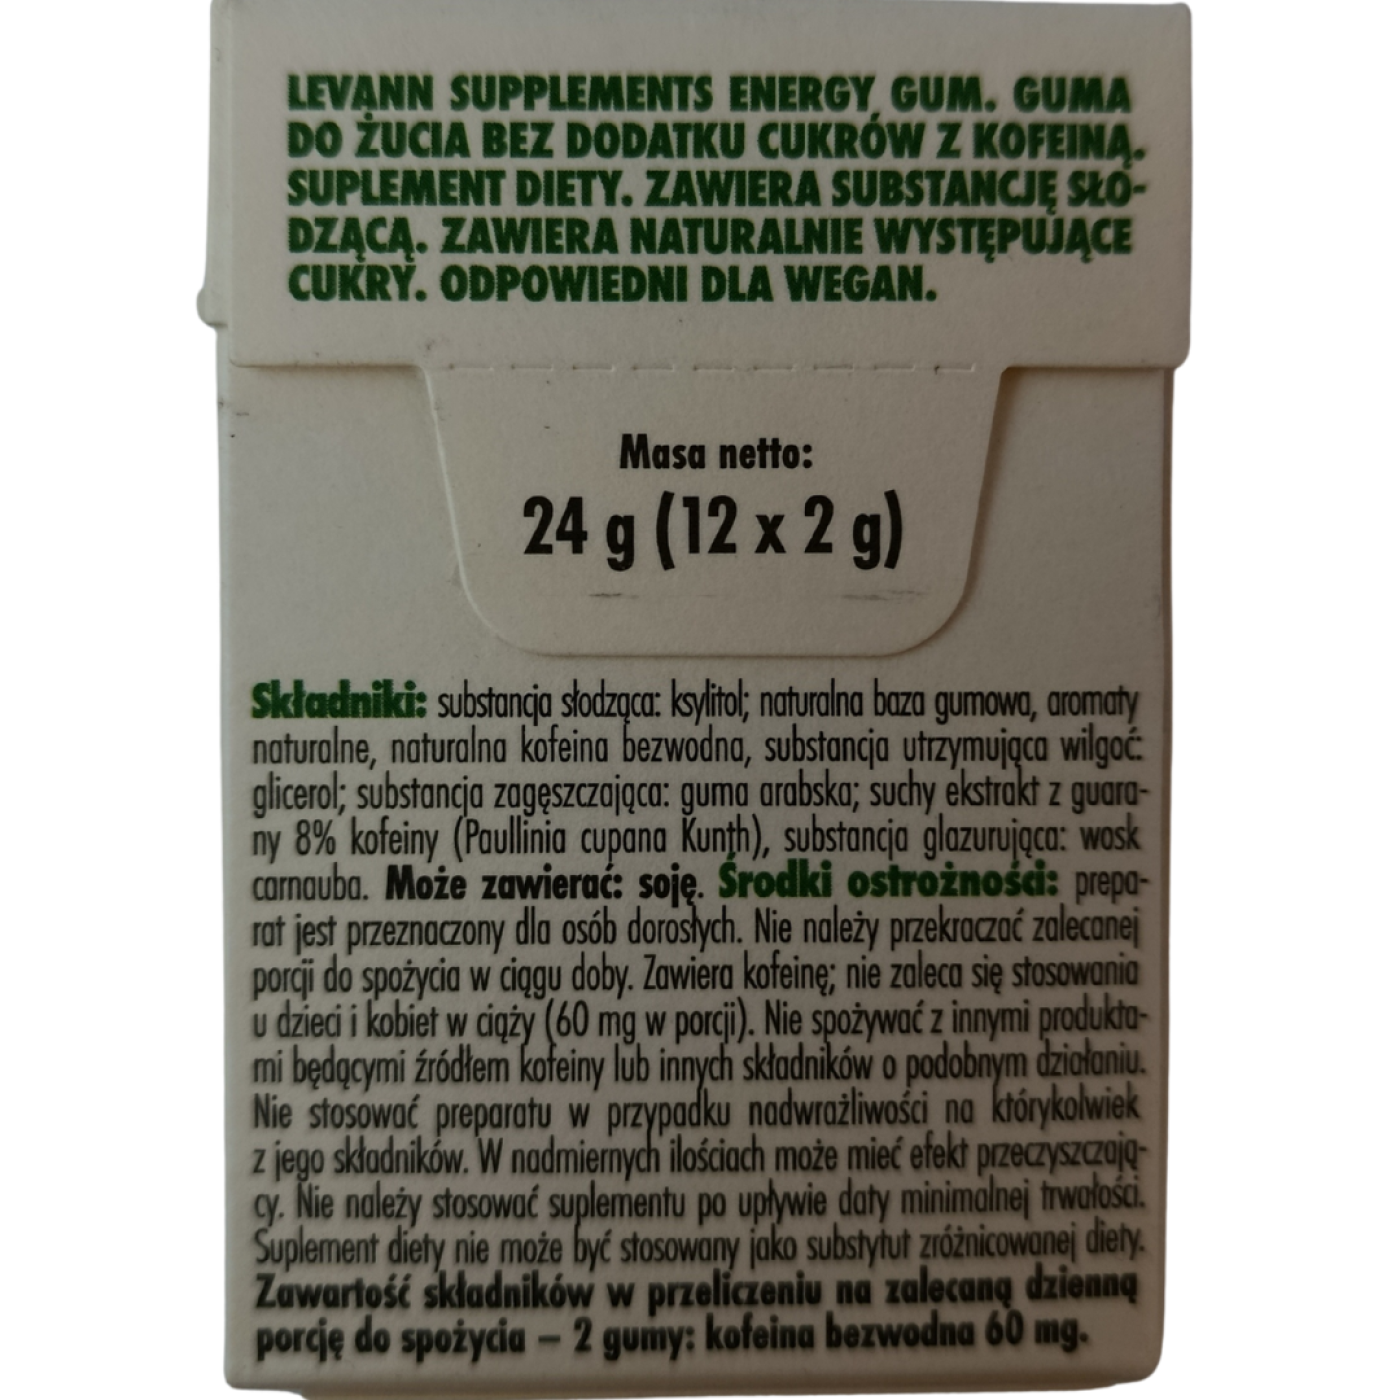 LEVANN SUPPLEMENTS ENERGY GUM. GUMA
DO ŻUCIA BEZ DODATKU CUKRÓW Z KOFEINĄ.
SUPLEMENT DIETY. ZAWIERA SUBSTANCJĘ SŁO-
DZĄCĄ. ZAWIERA NATURALNIE WYSTĘPUJĄCE
CUKRY. ODPOWIEDNI DLA WEGAN.
Masa netto:
24 g (12 x 2 g)
Składniki: substancja słodząca: ksylitol; naturalna baza gumowa, aromaty
naturalne, naturalna kofeina bezwodna, substancja utrzymująca wilgoć:
glicerol; substancja zagęszczająca: guma arabska; suchy ekstrakt z guara-
ny 8% kofeiny (Paullinia cupana Kunth), substancja glazurująca: wosk
carnauba. Może zawierać: soję. Środki ostrożności: prepa-
rat jest przeznaczony dla osób dorosłych. Nie należy przekraczać zalecanej
porcji do spożycia w ciągu doby. Zawiera kofeinę; nie zaleca się stosowania
u dzieci i kobiet w ciąży (60 mg w porcji). Nie spożywać z innymi produkta-
mi będącymi źródłem kofeiny lub innych składników o podobnym działaniu.
Nie stosować preparatu w przypadku nadwrażliwości na którykolwiek
z jego składników. W nadmiernych ilościach może mieć efekt przeczyszczają-
cy. Nie należy stosować suplementu po upływie daty minimalnej trwałości.
Suplement diety nie może być stosowany jako substytut zróżnicowanej diety.
Zawartość składników w przeliczeniu na zalecaną dzienną
porcję do spożycia – 2 gumy: kofeina bezwodna 60 mg.